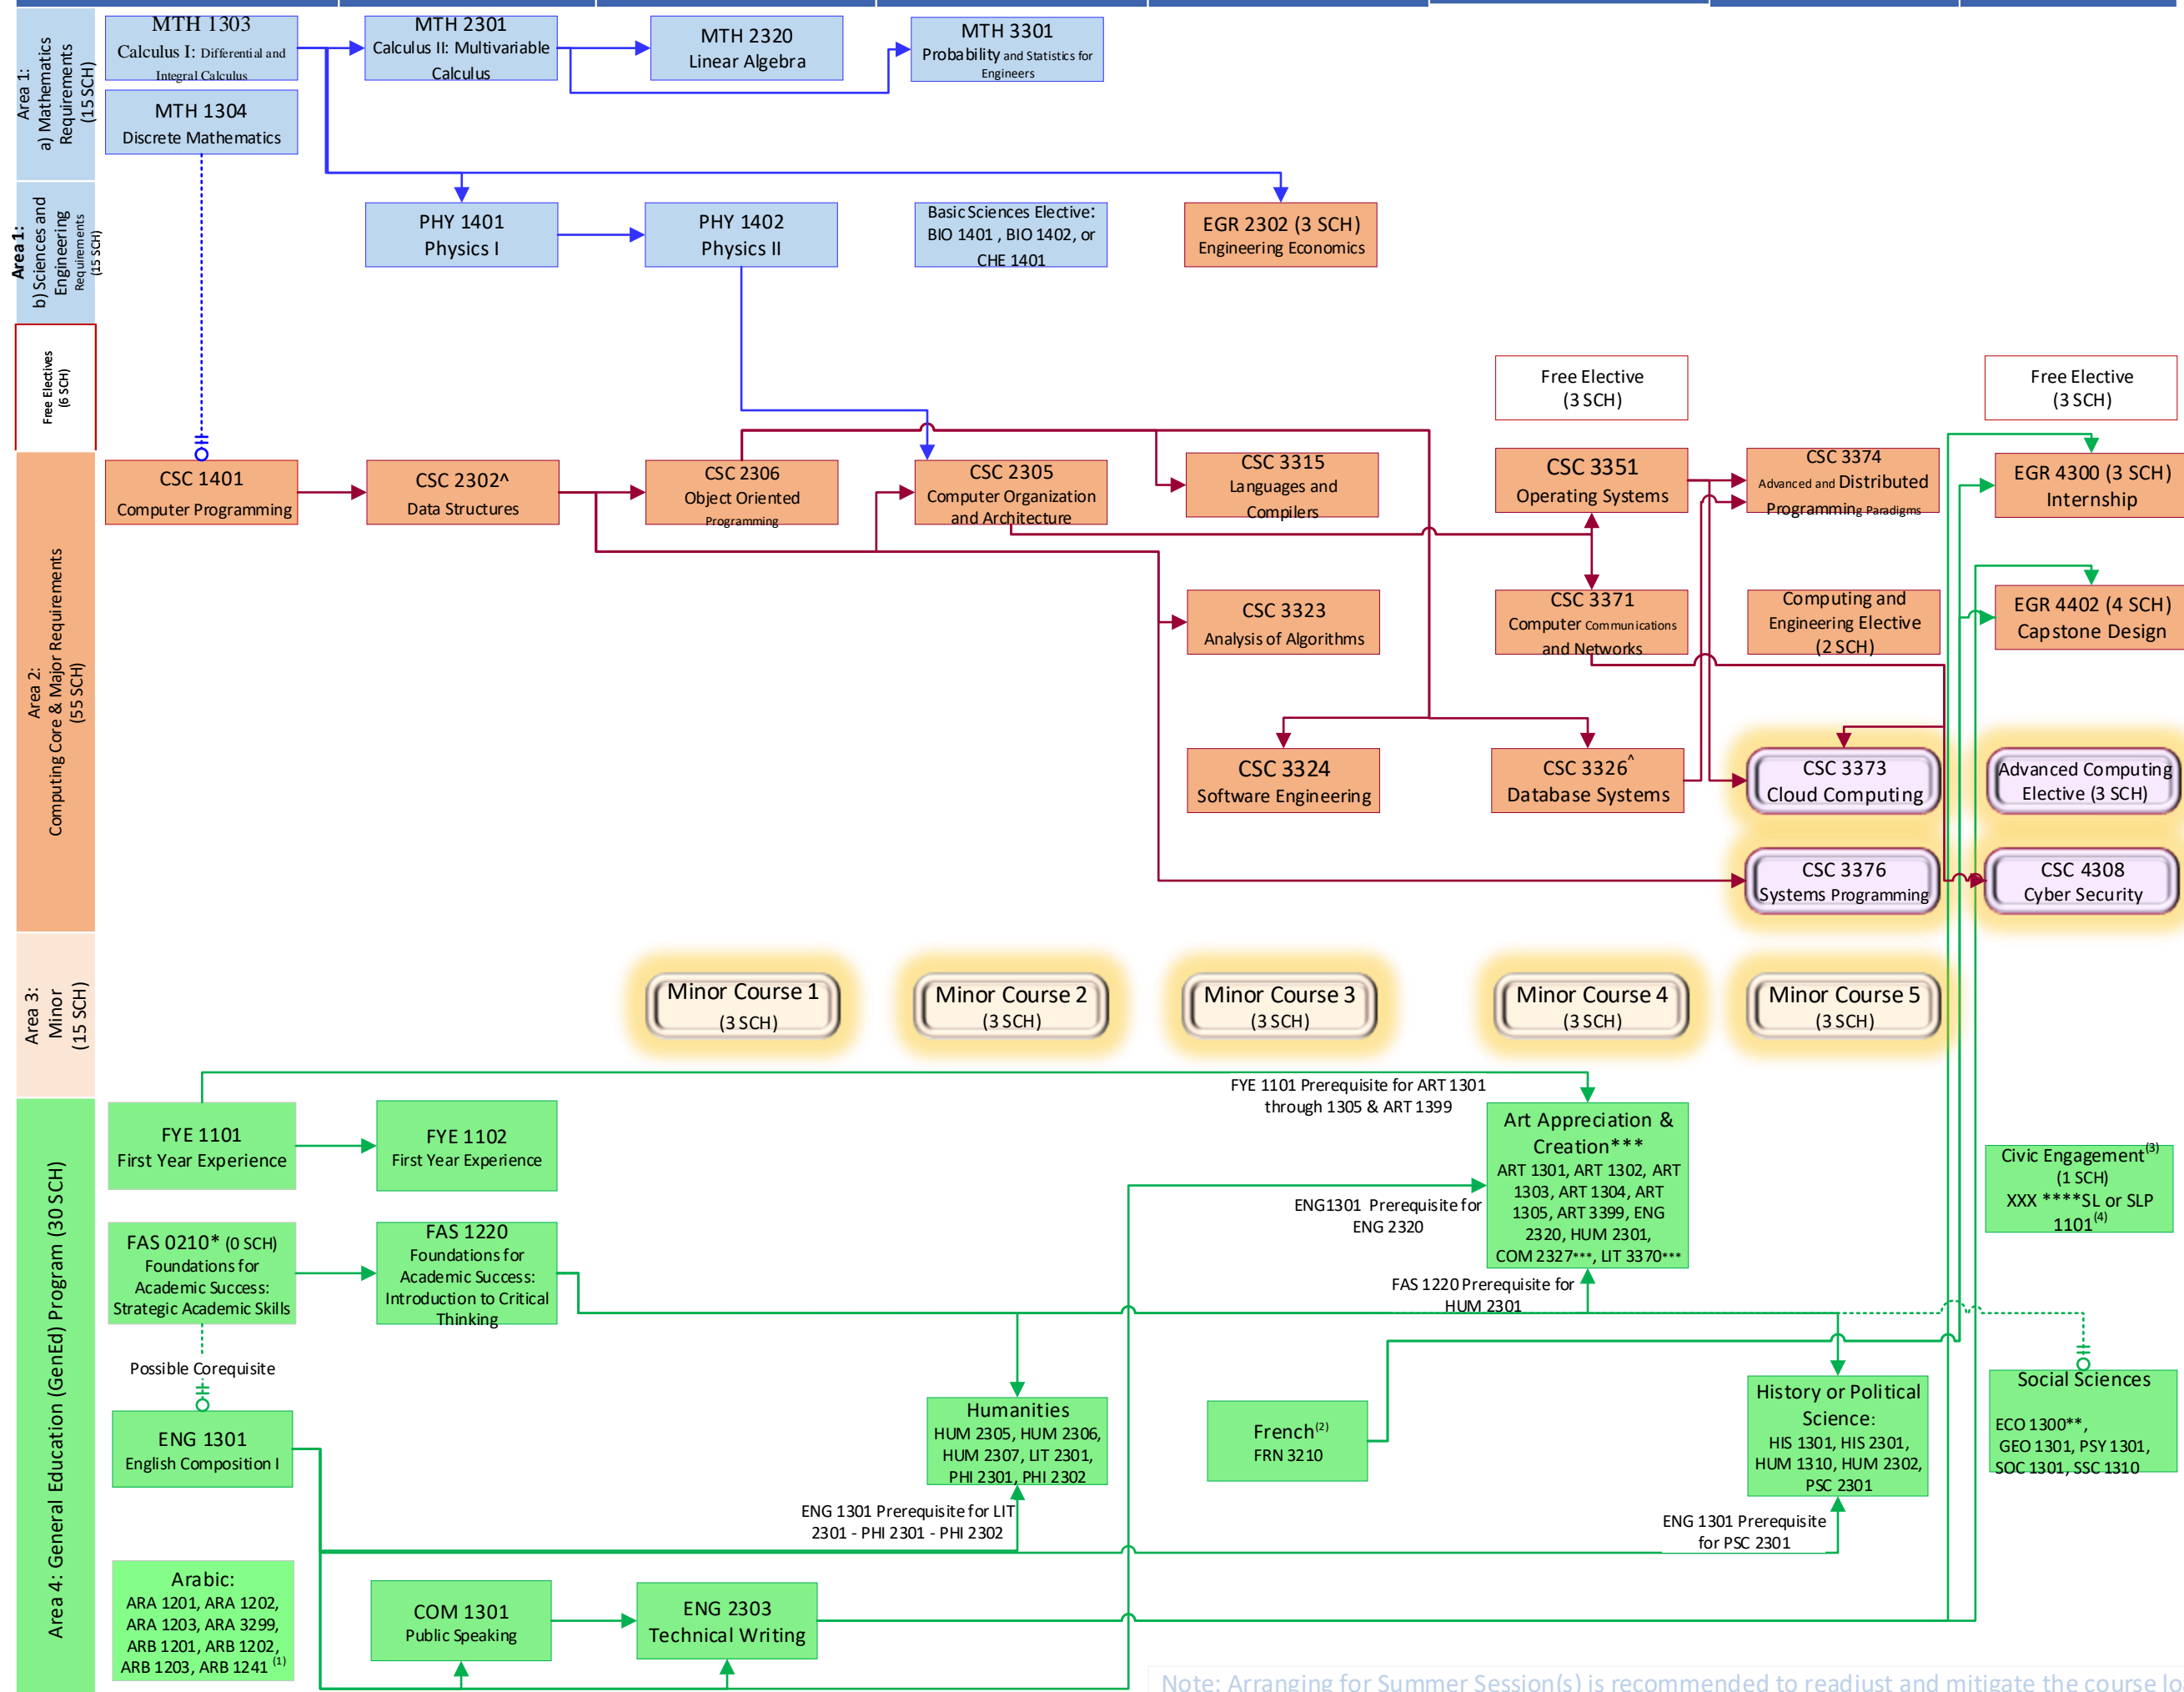 Area 1:
a) Mathematics
Requirements
(15 SCH)
MTH 1303
Calculus I: Differential and
Integral Calculus
MTH 2301
Calculus II: Multivariable
Calculus
MTH 2320
Linear Algebra
MTH 3301
Probability and Statistics for
Engineers
MTH 1304
Discrete Mathematics
Area 1:
b) Sciences and
Engineering
Requirements
(15 SCH)
PHY 1401
Physics I
PHY 1402
Physics II
Basic Sciences Elective:
BIO 1401 , BIO 1402, or
CHE 1401
EGR 2302 (3 SCH)
Engineering Economics
Free Electives
(6 SCH)
Free Elective
(3 SCH)
Free Elective
(3 SCH)
Area 2:
Computing Core & Major Requirements
(55 SCH)
CSC 1401
Computer Programming
CSC 2302^
Data Structures
CSC 2306
Object Oriented
Programming
CSC 2305
Computer Organization
and Architecture
CSC 3315
Languages and
Compilers
CSC 3351
Operating Systems
CSC 3374
Advanced and Distributed
Programming Paradigms
EGR 4300 (3 SCH)
Internship
CSC 3323
Analysis of Algorithms
CSC 3371
Computer Communications
and Networks
Computing and
Engineering Elective
(2 SCH)
EGR 4402 (4 SCH)
Capstone Design
CSC 3324
Software Engineering
CSC 3326^
Database Systems
CSC 3373
Cloud Computing
Advanced Computing
Elective (3 SCH)
CSC 3376
Systems Programming
CSC 4308
Cyber Security
Area 3:
Minor
(15 SCH)
Minor Course 1
(3 SCH)
Minor Course 2
(3 SCH)
Minor Course 3
(3 SCH)
Minor Course 4
(3 SCH)
Minor Course 5
(3 SCH)
Area 4: General Education (GenEd) Program (30 SCH)
FYE 1101 Prerequisite for ART 1301
through 1305 & ART 1399
FYE 1101
First Year Experience
FYE 1102
First Year Experience
Art Appreciation &
Creation***
ART 1301, ART 1302, ART
1303, ART 1304, ART
1305, ART 3399, ENG
2320, HUM 2301,
COM 2327***, LIT 3370***
Civic Engagement(3)
(1 SCH)
XXX ****SL or SLP
1101(4)
ENG1301 Prerequisite for
ENG 2320
FAS 0210* (0 SCH)
Foundations for
Academic Success:
Strategic Academic Skills
FAS 1220
Foundations for
Academic Success:
Introduction to Critical
Thinking
FAS 1220 Prerequisite for
HUM 2301
Possible Corequisite
ENG 1301
English Composition I
Humanities
HUM 2305, HUM 2306,
HUM 2307, LIT 2301,
PHI 2301, PHI 2302
French(2)
FRN 3210
History or Political
Science:
HIS 1301, HIS 2301,
HUM 1310, HUM 2302,
PSC 2301
Social Sciences
ECO 1300**,
GEO 1301, PSY 1301,
SOC 1301, SSC 1310
ENG 1301 Prerequisite for LIT
2301 - PHI 2301 - PHI 2302
ENG 1301 Prerequisite
for PSC 2301
Arabic:
ARA 1201, ARA 1202,
ARA 1203, ARA 3299,
ARB 1201, ARB 1202,
ARB 1203, ARB 1241 (1)
COM 1301
Public Speaking
ENG 2303
Technical Writing
Note: Arranging for Summer Session(s) is recommended to readjust and mitigate the course lo